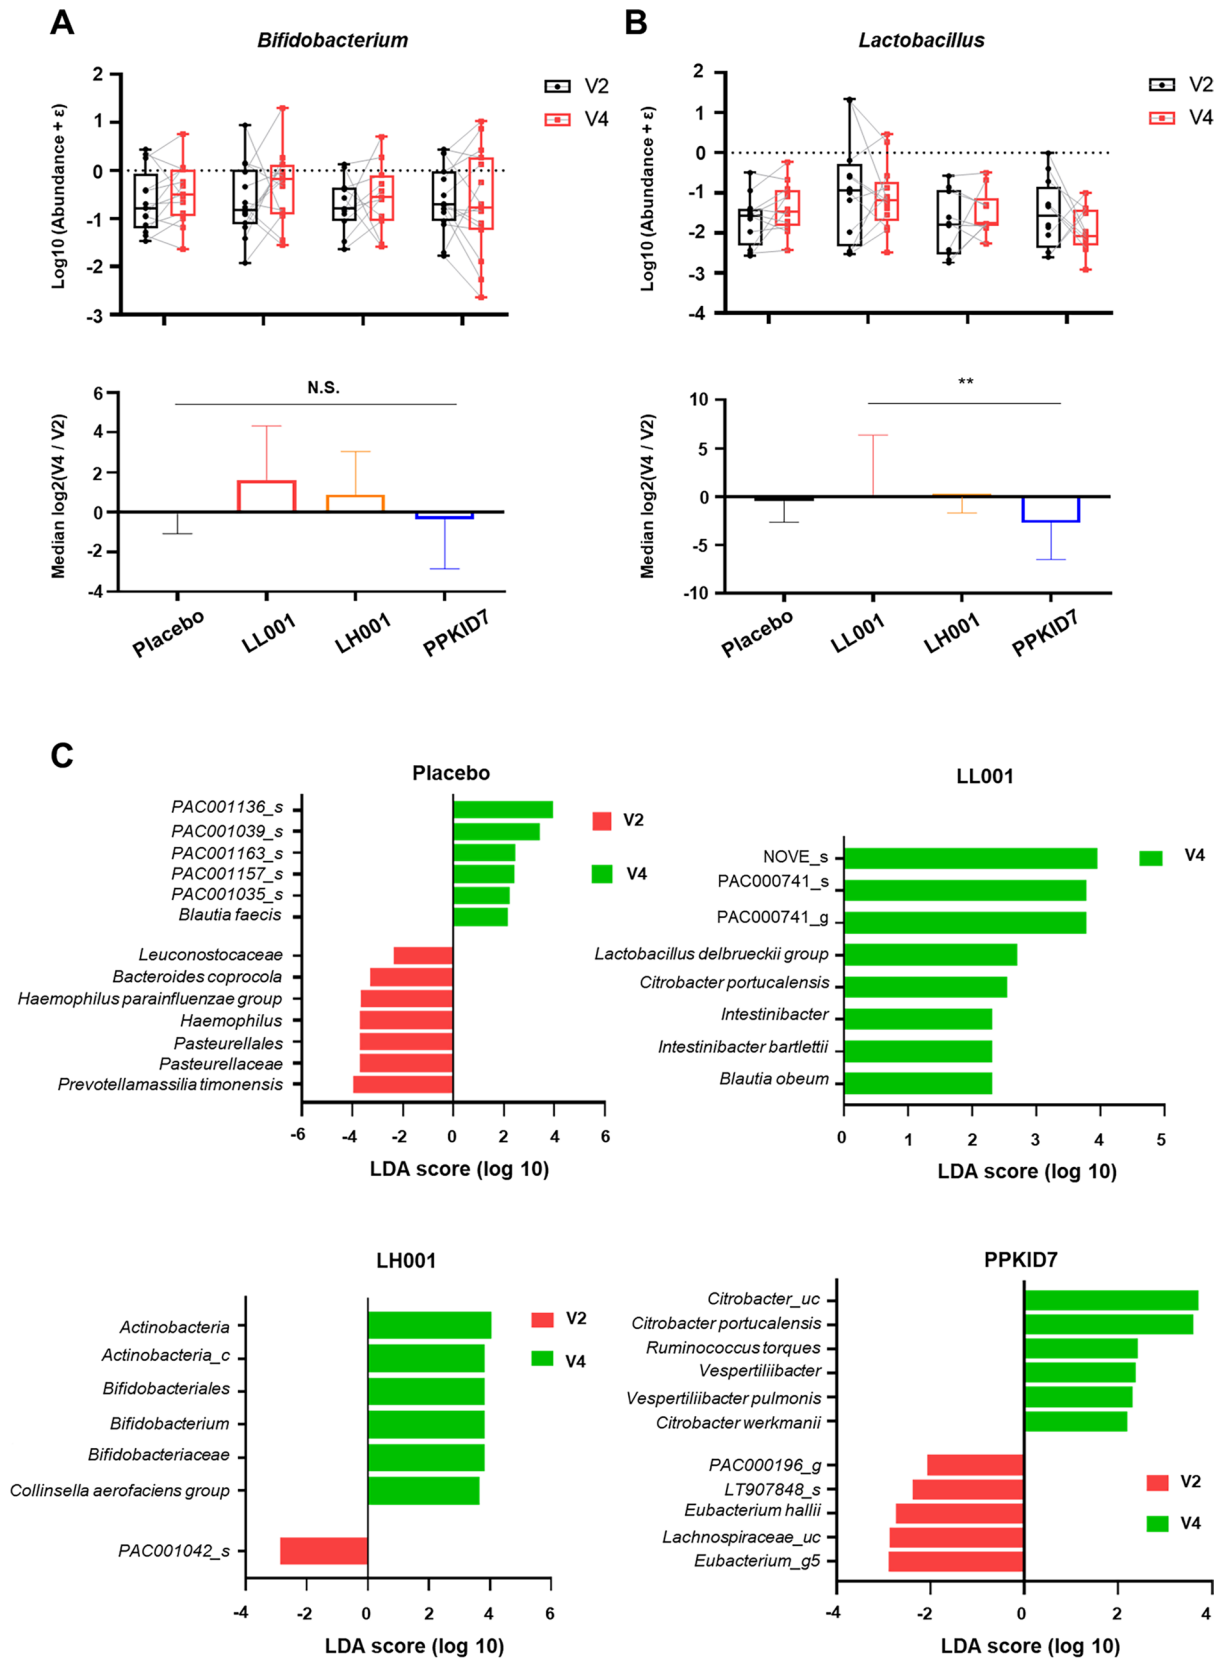 A
Bifidobacterium
Log10 (Abundance + ε)
2
1
0
-1
-2
-3
V2
V4
B
Lactobacillus
Log10 (Abundance + ε)
2
1
0
-1
-2
-3
-4
V2
V4
Median log2(V4 / V2)
6
4
2
0
-2
-4
N.S.
Placebo
LL001
LH001
PPKID7
Median log2(V4 / V2)
10
5
0
-5
-10
**
Placebo
LL001
LH001
PPKID7
C
Placebo
PAC001136_s
PAC001039_s
PAC001163_s
PAC001157_s
PAC001035_s
Blautia faecis
Leuconostocaceae
Bacteroides coprocola
Haemophilus parainfluenzae group
Haemophilus
Pasteurellales
Pasteurellaceae
Prevotellamassilia timonensis
V2
V4
-6 -4 -2 0 2 4 6
LDA score (log 10)
LL001
NOVE_s
PAC000741_s
PAC000741_g
Lactobacillus delbrueckii group
Citrobacter portucalensis
Intestinibacter
Intestinibacter bartlettii
Blautia obeum
V4
0 1 2 3 4 5
LDA score (log 10)
LH001
Actinobacteria
Actinobacteria_c
Bifidobacteriales
Bifidobacterium
Bifidobacteriaceae
Collinsella aerofaciens group
PAC001042_s
V2
V4
-4 -2 0 2 4 6
LDA score (log 10)
PPKID7
Citrobacter_uc
Citrobacter portucalensis
Ruminococcus torques
Vespertiliibacter
Vespertiliibacter pulmonis
Citrobacter werkmanii
PAC000196_g
LT907848_s
Eubacterium hallii
Lachnospiraceae_uc
Eubacterium_g5
V2
V4
-4 -2 0 2 4
LDA score (log 10)